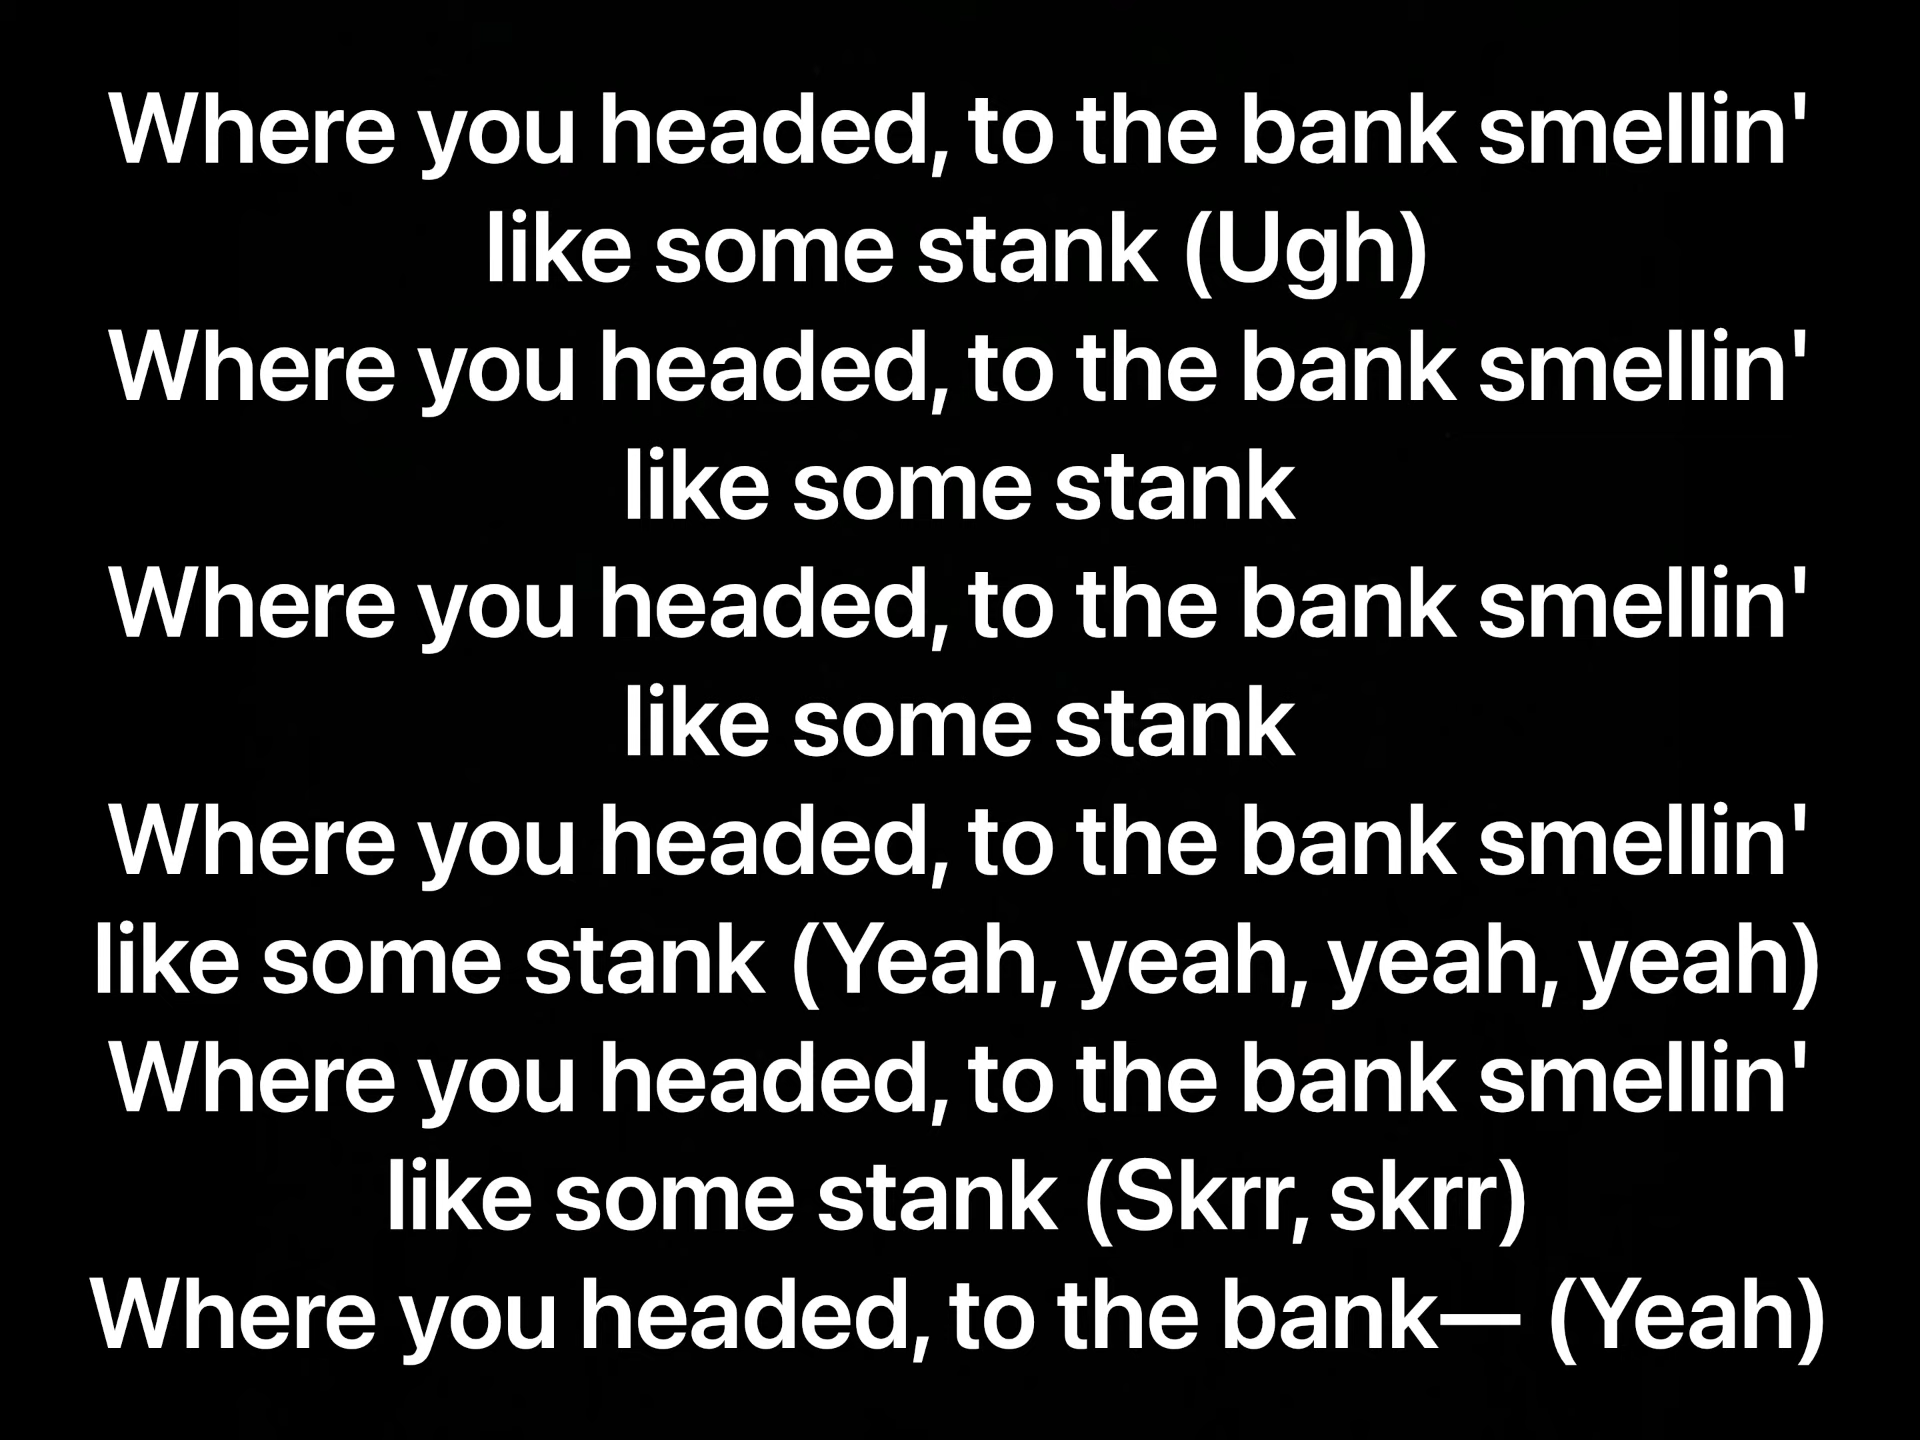 Where you headed, to the bank smellin'
like some stank (Ugh)
Where you headed, to the bank smellin'
like some stank
Where you headed, to the bank smellin'
like some stank
Where you headed, to the bank smellin'
like some stank (Yeah, yeah, yeah, yeah)
Where you headed, to the bank smellin'
like some stank (Skrr, skrr)
Where you headed, to the bank— (Yeah)